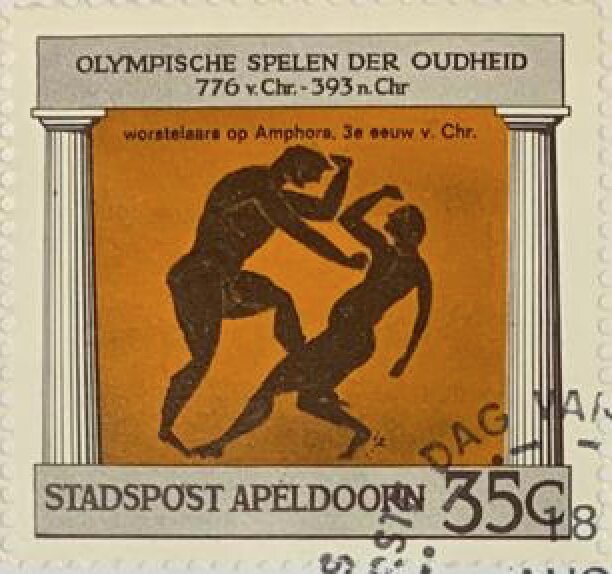 OLYMPISCHE SPELEN DER OUDHEID
776 v. Chr. - 393 n. Chr
worstelaars op Amphora, 3e eeuw v. Chr.
STADSPOST APELDOORN 35c
DAG VAN
18